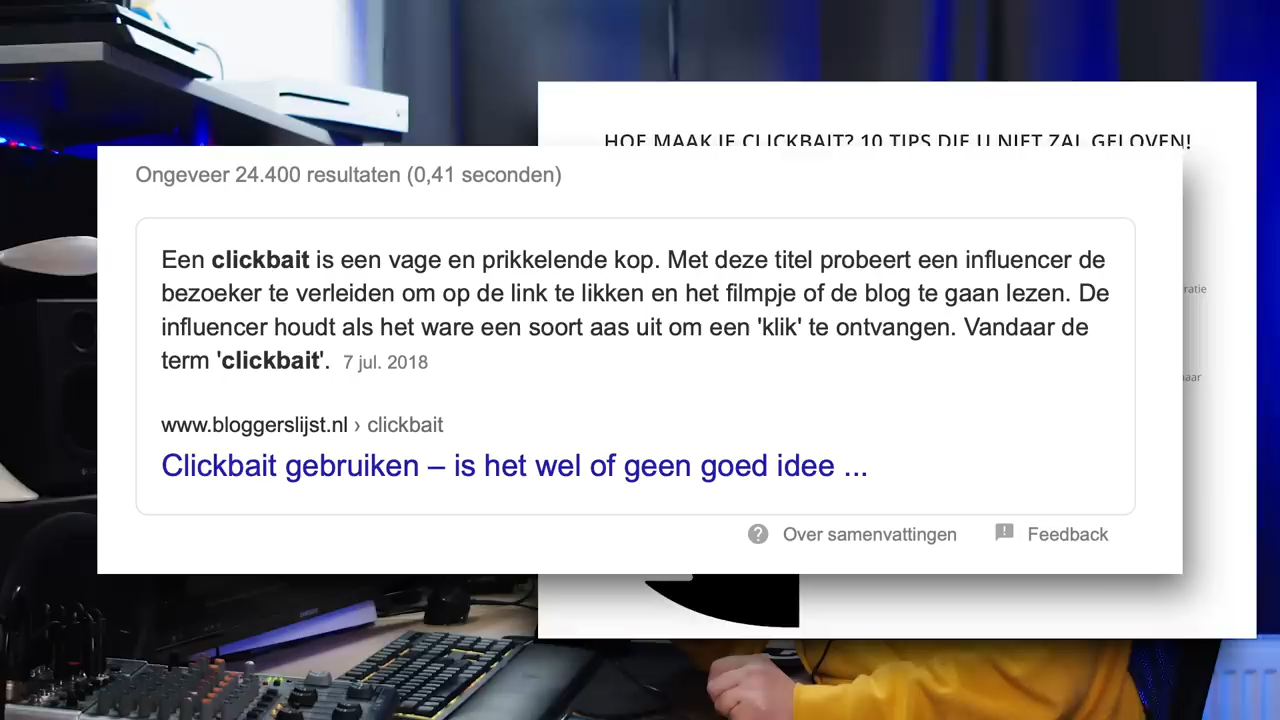 HOE MAAK JE CLICKBAIT? 10 TIPS DIE U NIET ZAL GELOVEN!
Ongeveer 24.400 resultaten (0,41 seconden)
Een clickbait is een vage en prikkelende kop. Met deze titel probeert een influencer de
bezoeker te verleiden om op de link te likken en het filmpje of de blog te gaan lezen. De
influencer houdt als het ware een soort aas uit om een 'klik' te ontvangen. Vandaar de
term 'clickbait'. 7 jul. 2018
www.bloggerslijst.nl › clickbait
Clickbait gebruiken – is het wel of geen goed idee ...
Over samenvattingen Feedback
ratie
SAMSUNG